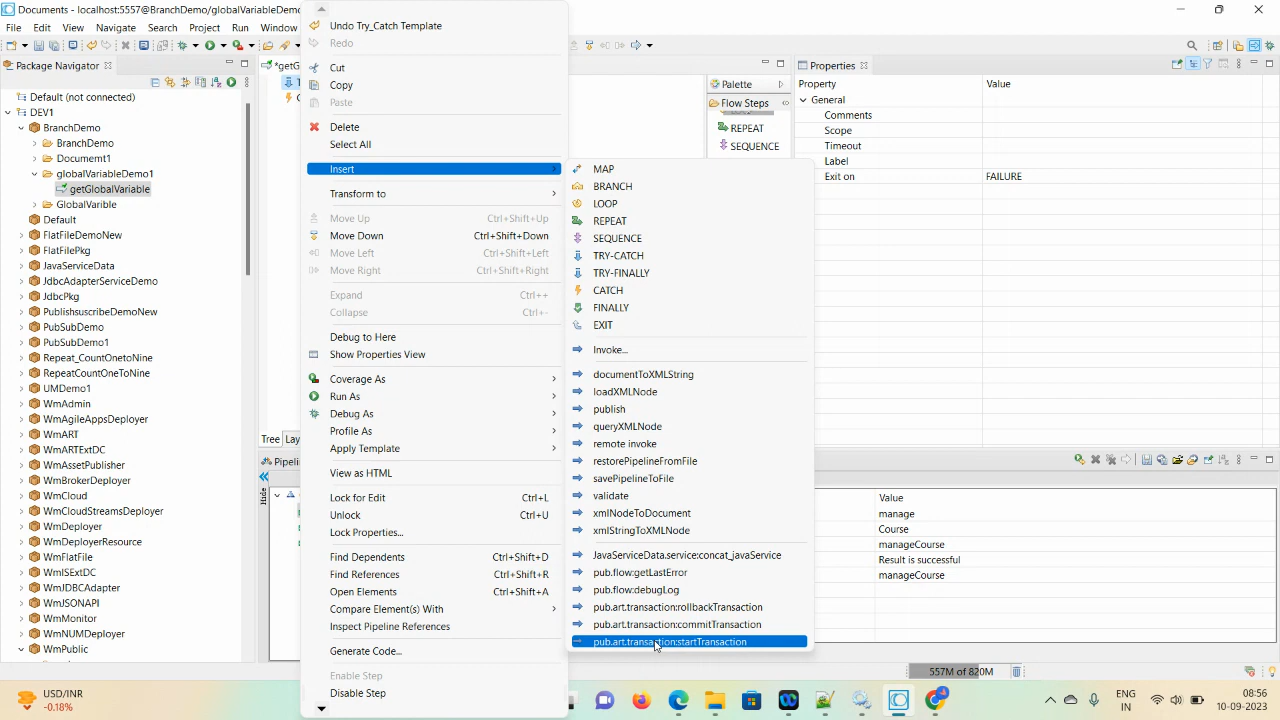 Documents - localhost:5557@BranchDemo/globalVariableDemo
File Edit View Navigate Search Project Run Window
Package Navigator
Default (not connected)
DEV1
BranchDemo
BranchDemo
Documemt1
globalVariableDemo1
getGlobalVariable
GlobalVarible
Default
FlatFileDemoNew
FlatFilePkg
JavaServiceData
JdbcAdapterServiceDemo
JdbcPkg
PublishsuscribeDemoNew
PubSubDemo
PubSubDemo1
Repeat_CountOnetoNine
RepeatCountOneToNine
UMDemo1
WmAdmin
WmAgileAppsDeployer
WmART
WmARTExtDC
WmAssetPublisher
WmBrokerDeployer
WmCloud
WmCloudStreamsDeployer
WmDeployer
WmDeployerResource
WmFlatFile
WmISExtDC
WmJDBCAdapter
WmJSONAPI
WmMonitor
WmNUMDeployer
WmPublic
*getG
Tree Lay
Pipelin
Hide
Undo Try_Catch Template
Redo
Cut
Copy
Paste
Delete
Select All
Insert
Transform to
Move Up Ctrl+Shift+Up
Move Down Ctrl+Shift+Down
Move Left Ctrl+Shift+Left
Move Right Ctrl+Shift+Right
Expand Ctrl++
Collapse Ctrl+-
Debug to Here
Show Properties View
Coverage As
Run As
Debug As
Profile As
Apply Template
View as HTML
Lock for Edit Ctrl+L
Unlock Ctrl+U
Lock Properties...
Find Dependents Ctrl+Shift+D
Find References Ctrl+Shift+R
Open Elements Ctrl+Shift+A
Compare Element(s) With
Inspect Pipeline References
Generate Code...
Enable Step
Disable Step
MAP
BRANCH
LOOP
REPEAT
SEQUENCE
TRY-CATCH
TRY-FINALLY
CATCH
FINALLY
EXIT
Invoke...
documentToXMLString
loadXMLNode
publish
queryXMLNode
remote invoke
restorePipelineFromFile
savePipelineToFile
validate
xmlNodeToDocument
xmlStringToXMLNode
JavaServiceData.service:concat_javaService
pub.flow:getLastError
pub.flow:debugLog
pub.art.transaction:rollbackTransaction
pub.art.transaction:commitTransaction
pub.art.transaction:startTransaction
Palette
Flow Steps
REPEAT
SEQUENCE
Properties
Property Value
General
Comments
Scope
Timeout
Label
Exit on FAILURE
Value
manage
Course
manageCourse
Result is successful
manageCourse
557M of 820M
USD/INR
-0.18%
ENG
IN
08:56
10-09-2023